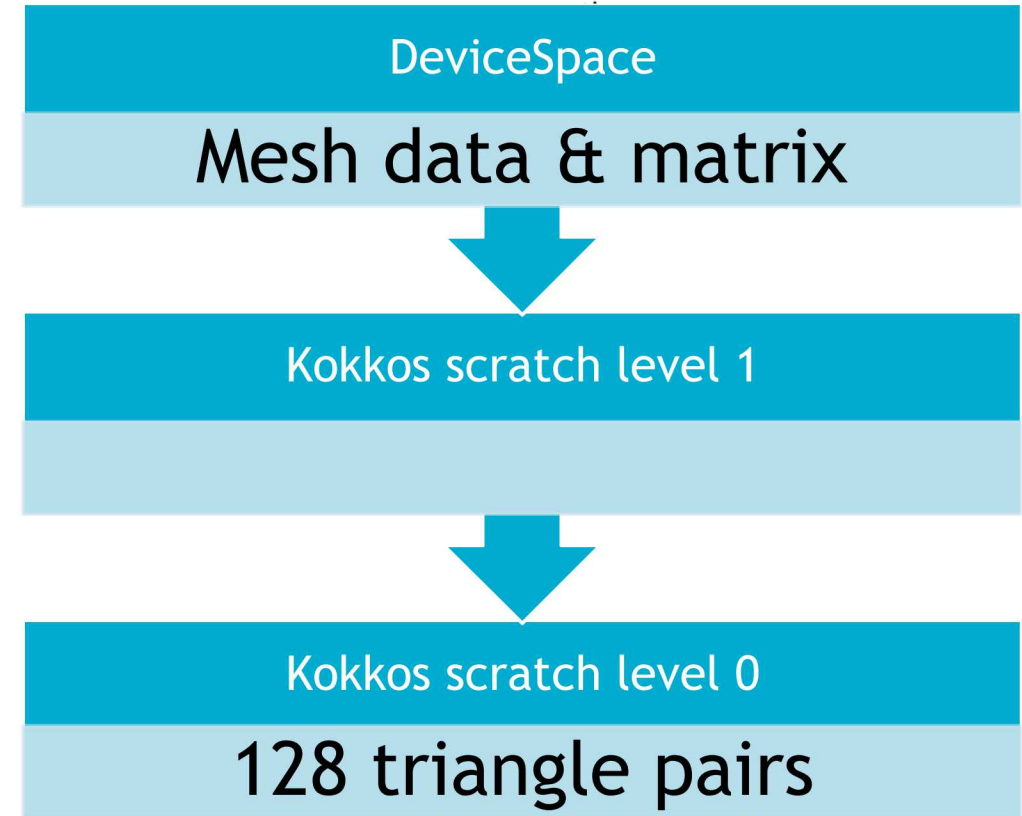 DeviceSpace
Mesh data & matrix
Kokkos scratch level 1
Kokkos scratch level 0
128 triangle pairs